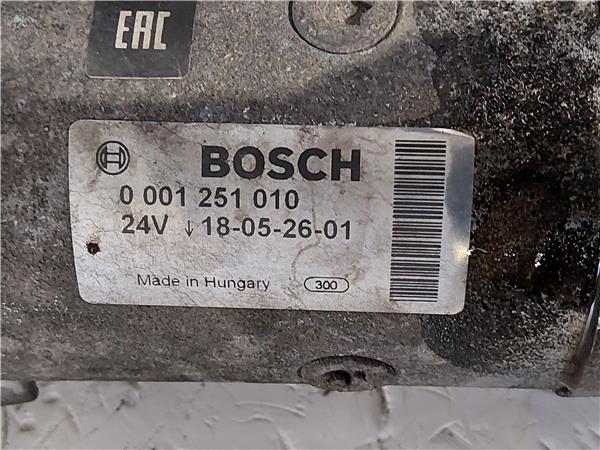 EAC
BOSCH
0 001 251 010
24V ↓ 18-05-26-01
Made in Hungary 300